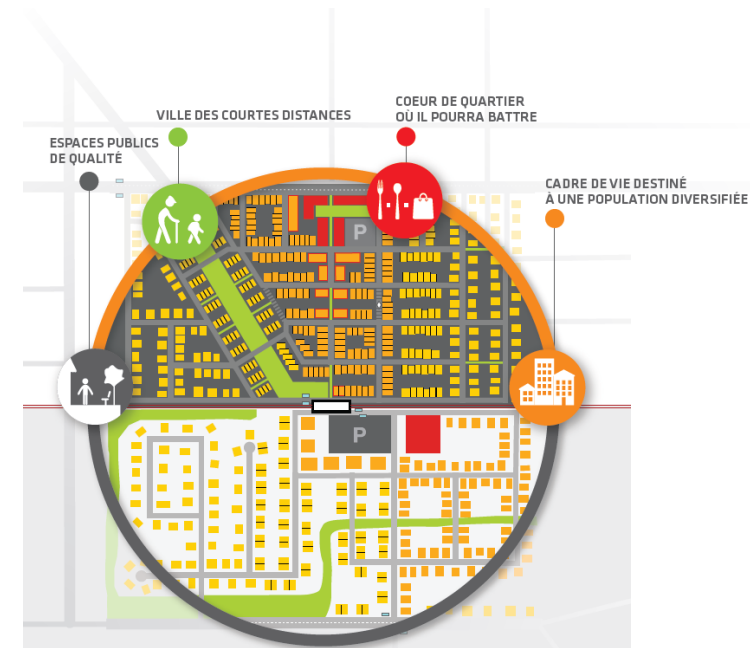 COEUR DE QUARTIER
OÙ IL POURRA BATTRE
VILLE DES COURTES DISTANCES
ESPACES PUBLICS
DE QUALITÉ
CADRE DE VIE DESTINÉ
À UNE POPULATION DIVERSIFIÉE
P
P